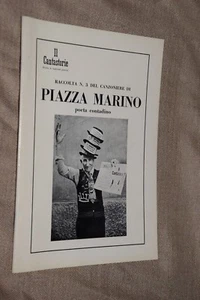 Il
Cantastorie
RACCOLTA N. 3 DEL CANZONIERE DI
PIAZZA MARINO
poeta contadino